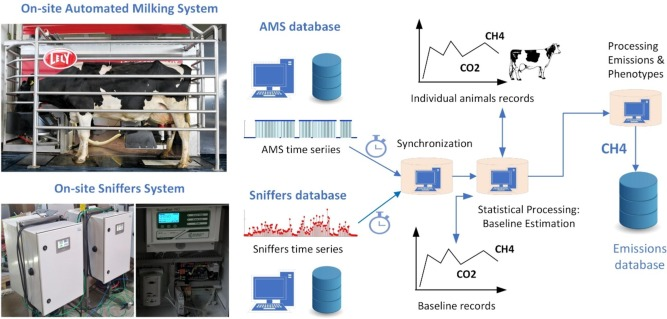 On-site Automated Milking System
LELY
On-site Sniffers System
AMS database
AMS time seriies
Sniffers database
Sniffers time series
Synchronization
CH4
CO2
Individual animals records
Statistical Processing:
Baseline Estimation
CH4
CO2
Baseline records
Processing
Emissions &
Phenotypes
CH4
Emissions
database